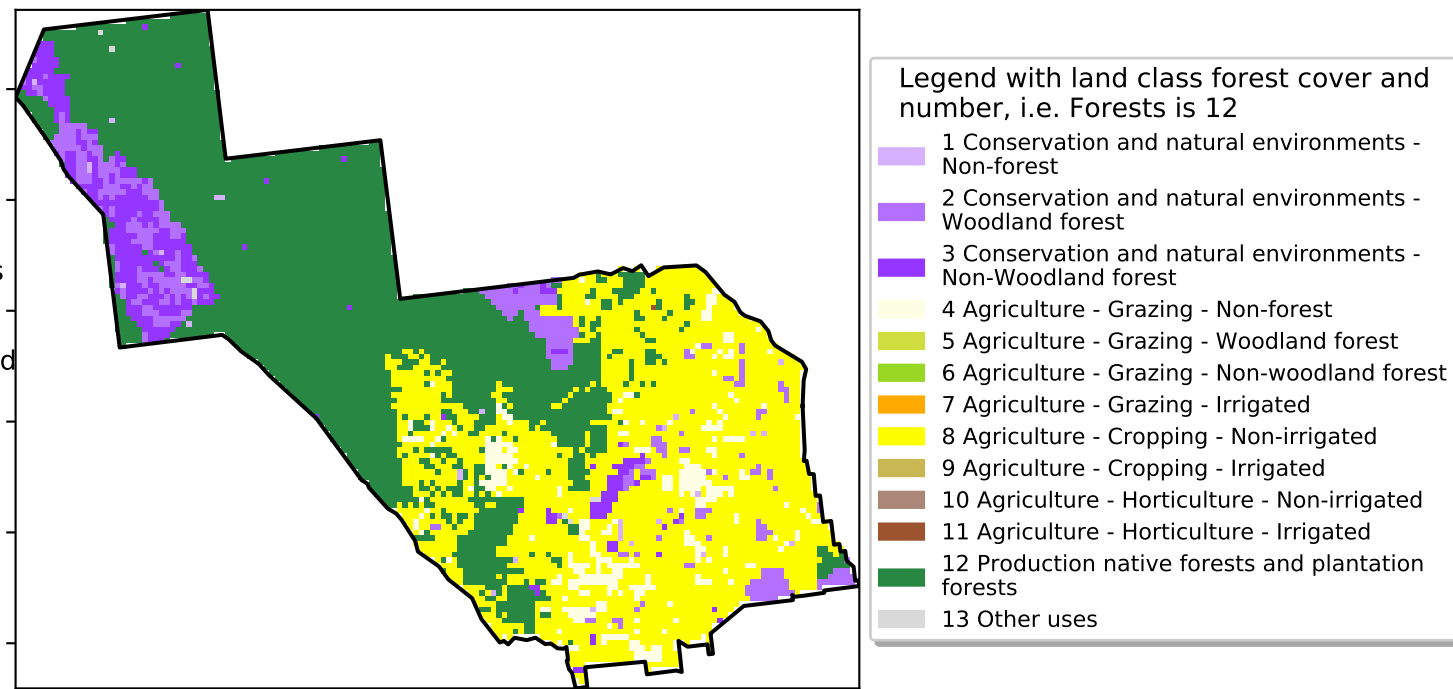 Legend with land class forest cover and
number, i.e. Forests is 12
1 Conservation and natural environments -
Non-forest
2 Conservation and natural environments -
Woodland forest
3 Conservation and natural environments -
Non-Woodland forest
4 Agriculture - Grazing - Non-forest
5 Agriculture - Grazing - Woodland forest
6 Agriculture - Grazing - Non-woodland forest
7 Agriculture - Grazing - Irrigated
8 Agriculture - Cropping - Non-irrigated
9 Agriculture - Cropping - Irrigated
10 Agriculture - Horticulture - Non-irrigated
11 Agriculture - Horticulture - Irrigated
12 Production native forests and plantation
forests
13 Other uses
s
d